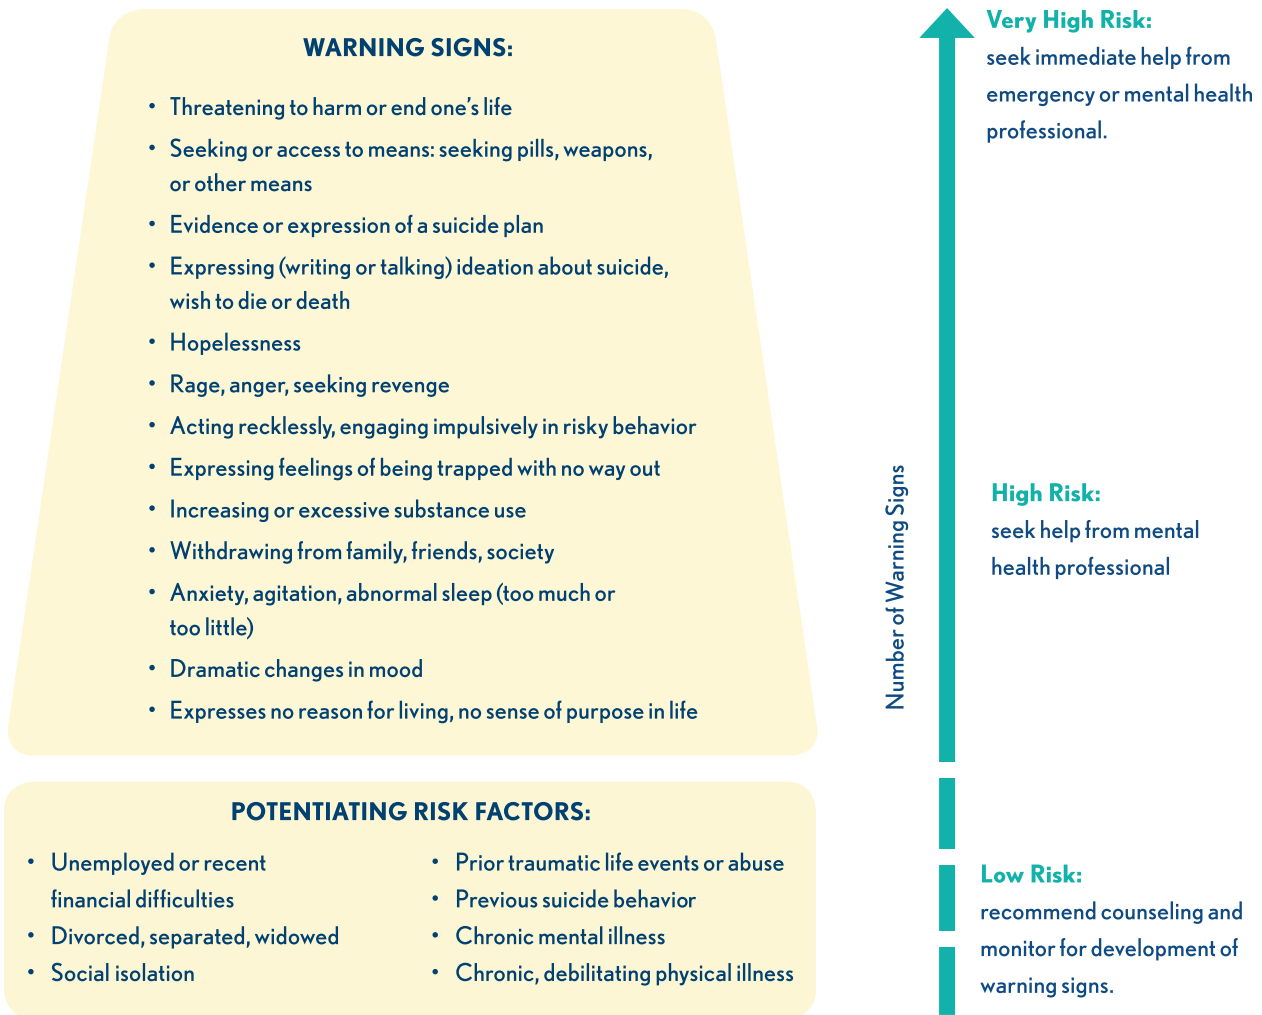 WARNING SIGNS:
• Threatening to harm or end one’s life
• Seeking or access to means: seeking pills, weapons,
or other means
• Evidence or expression of a suicide plan
• Expressing (writing or talking) ideation about suicide,
wish to die or death
• Hopelessness
• Rage, anger, seeking revenge
• Acting recklessly, engaging impulsively in risky behavior
• Expressing feelings of being trapped with no way out
• Increasing or excessive substance use
• Withdrawing from family, friends, society
• Anxiety, agitation, abnormal sleep (too much or
too little)
• Dramatic changes in mood
• Expresses no reason for living, no sense of purpose in life
POTENTIATING RISK FACTORS:
• Unemployed or recent
financial difficulties
• Divorced, separated, widowed
• Social isolation
• Prior traumatic life events or abuse
• Previous suicide behavior
• Chronic mental illness
• Chronic, debilitating physical illness
Number of Warning Signs
Very High Risk:
seek immediate help from
emergency or mental health
professional.
High Risk:
seek help from mental
health professional
Low Risk:
recommend counseling and
monitor for development of
warning signs.